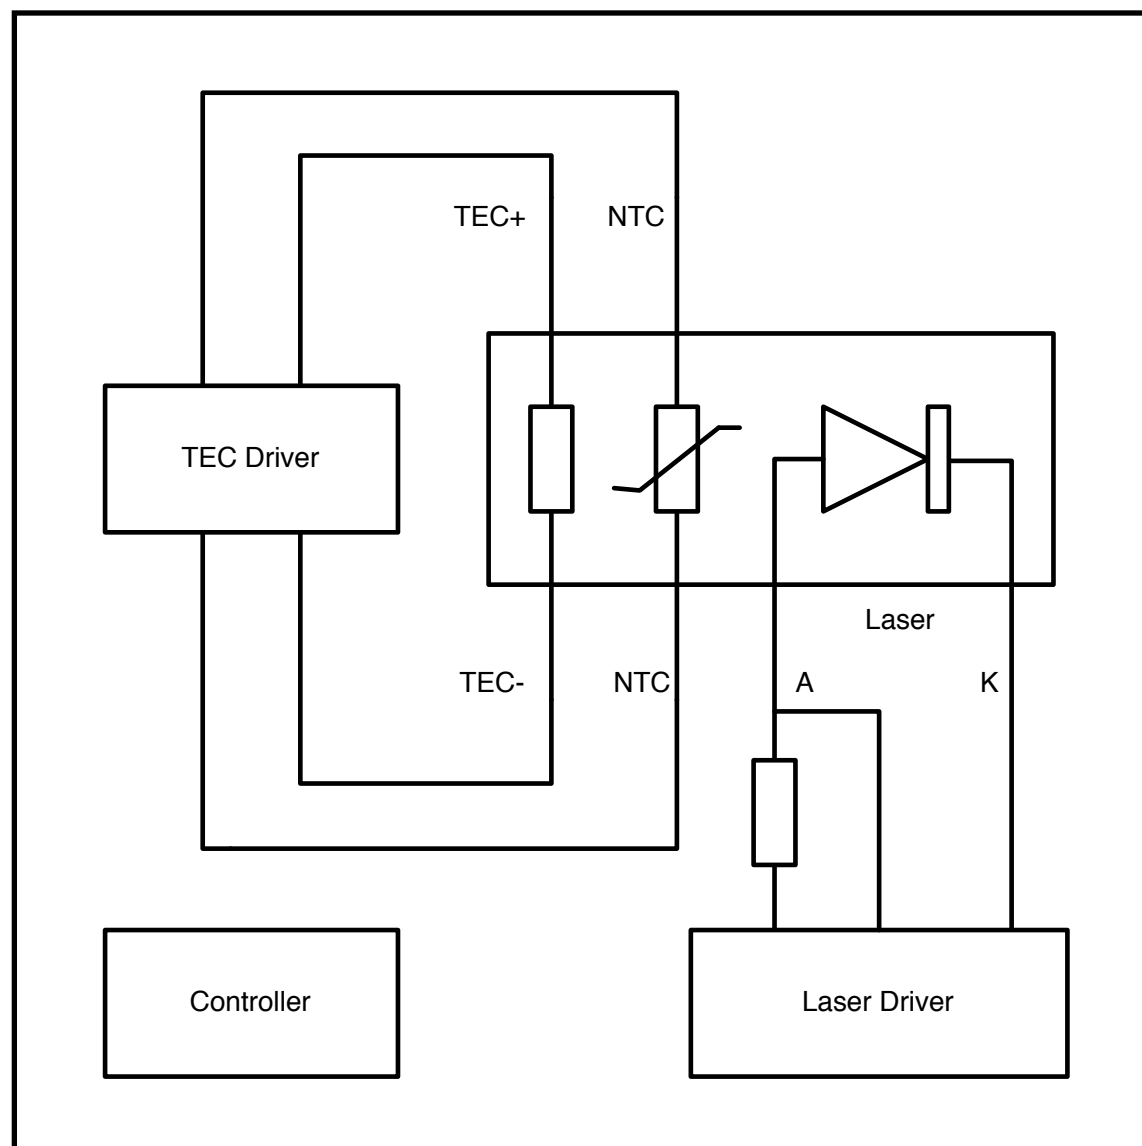 TEC+
NTC
TEC Driver
Laser
TEC-
NTC
A
K
Controller
Laser Driver